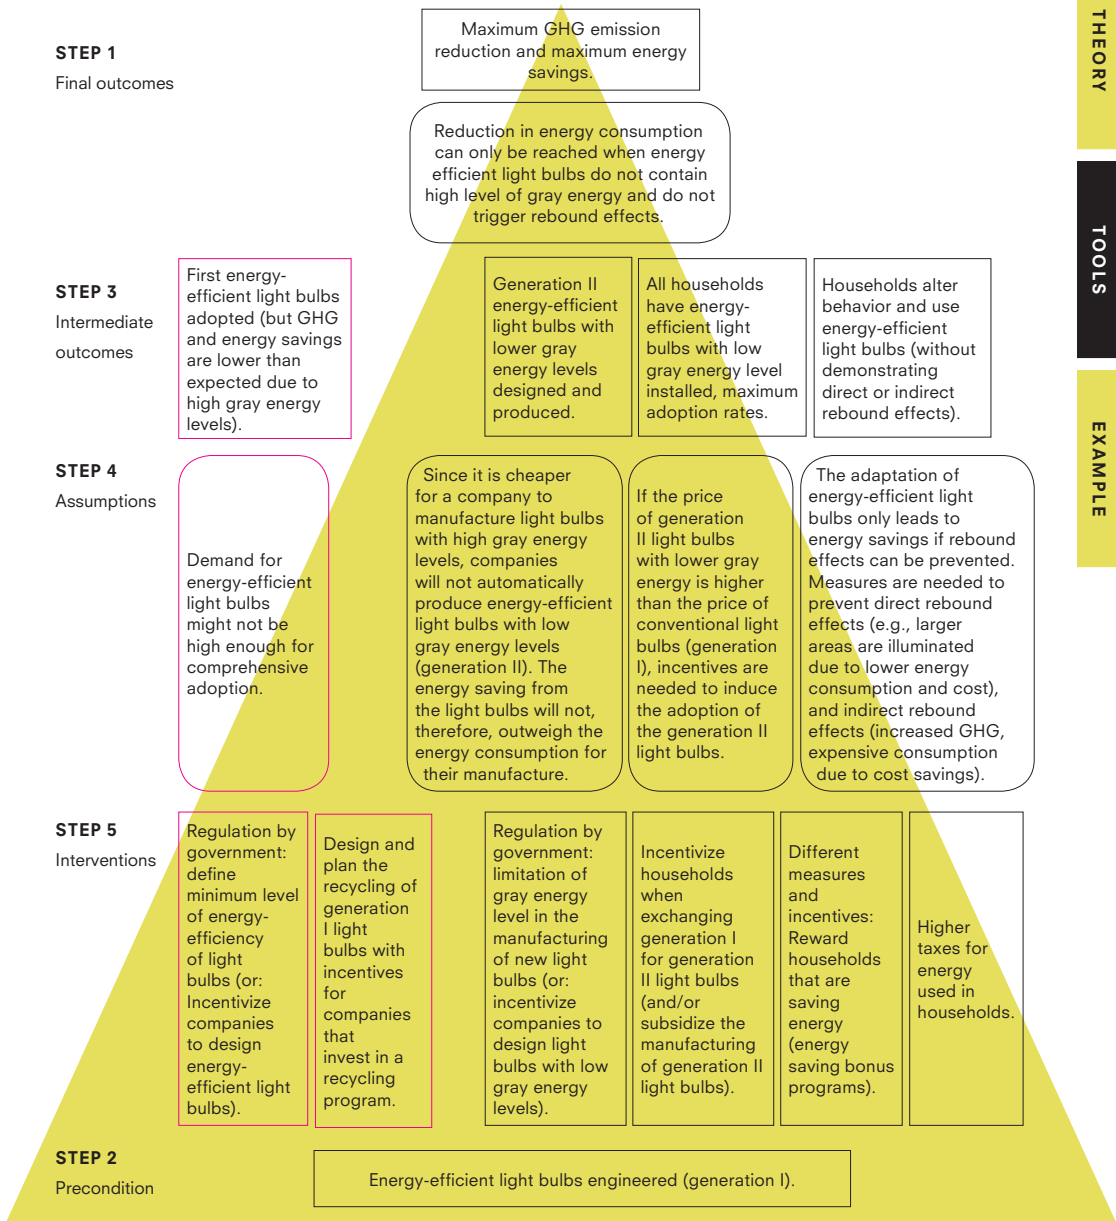 STEP 1
Final outcomes
Maximum GHG emission
reduction and maximum energy
savings.
Reduction in energy consumption
can only be reached when energy
efficient light bulbs do not contain
high level of gray energy and do not
trigger rebound effects.
STEP 3
Intermediate
outcomes
First energy-
efficient light bulbs
adopted (but GHG
and energy savings
are lower than
expected due to
high gray energy
levels).
Generation II
energy-efficient
light bulbs with
lower gray
energy levels
designed and
produced.
All households
have energy-
efficient light
bulbs with low
gray energy level
installed, maximum
adoption rates.
Households alter
behavior and use
energy-efficient
light bulbs (without
demonstrating
direct or indirect
rebound effects).
STEP 4
Assumptions
Demand for
energy-efficient
light bulbs
might not be
high enough for
comprehensive
adoption.
Since it is cheaper
for a company to
manufacture light bulbs
with high gray energy
levels, companies
will not automatically
produce energy-efficient
light bulbs with low
gray energy levels
(generation II). The
energy saving from
the light bulbs will not,
therefore, outweigh the
energy consumption for
their manufacture.
If the price
of generation
II light bulbs
with lower gray
energy is higher
than the price of
conventional light
bulbs (generation
I), incentives are
needed to induce
the adoption of
the generation II
light bulbs.
The adaptation of
energy-efficient light
bulbs only leads to
energy savings if rebound
effects can be prevented.
Measures are needed to
prevent direct rebound
effects (e.g., larger
areas are illuminated
due to lower energy
consumption and cost),
and indirect rebound
effects (increased GHG,
expensive consumption
due to cost savings).
STEP 5
Interventions
Regulation by
government:
define
minimum level
of energy-
efficiency
of light
bulbs (or:
Incentivize
companies
to design
energy-
efficient light
bulbs).
Design and
plan the
recycling of
generation
I light
bulbs with
incentives
for
companies
that
invest in a
recycling
program.
Regulation by
government:
limitation of
gray energy
level in the
manufacturing
of new light
bulbs (or:
incentivize
companies to
design light
bulbs with low
gray energy
levels).
Incentivize
households
when
exchanging
generation I
for generation
II light bulbs
(and/or
subsidize the
manufacturing
of generation II
light bulbs).
Different
measures
and
incentives:
Reward
households
that are
saving
energy
(energy
saving bonus
programs).
Higher
taxes for
energy
used in
households.
STEP 2
Precondition
Energy-efficient light bulbs engineered (generation I).
THEORY
TOOLS
EXAMPLE